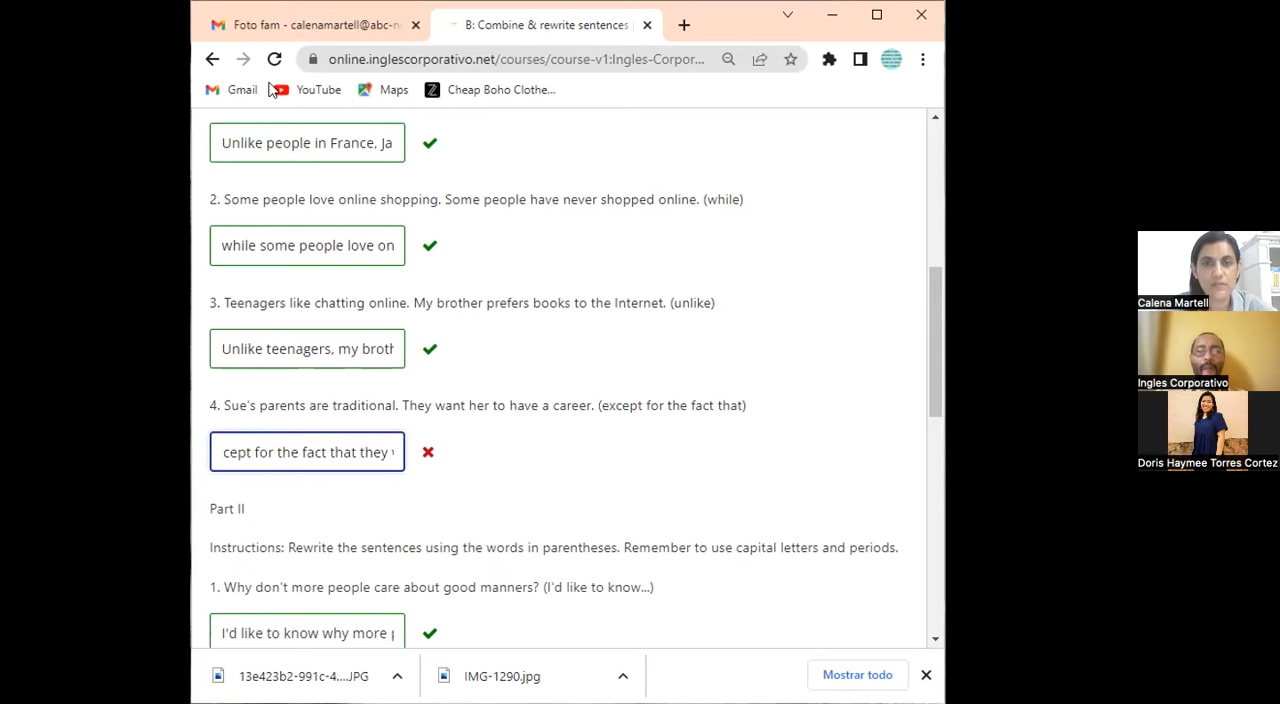 Foto fam - calenamartell@abc-n
B: Combine & rewrite sentences
online.inglescorporativo.net/courses/course-v1:Ingles-Corpor...
Gmail YouTube Maps Cheap Boho Clothe...
Unlike people in France, Ja
2. Some people love online shopping. Some people have never shopped online. (while)
while some people love on
3. Teenagers like chatting online. My brother prefers books to the Internet. (unlike)
Unlike teenagers, my broth
4. Sue's parents are traditional. They want her to have a career. (except for the fact that)
cept for the fact that they
Part II
Instructions: Rewrite the sentences using the words in parentheses. Remember to use capital letters and periods.
1. Why don't more people care about good manners? (I'd like to know...)
I'd like to know why more
13e423b2-991c-4....JPG IMG-1290.jpg Mostrar todo
Calena Martell
Ingles Corporativo
Doris Haymee Torres Cortez